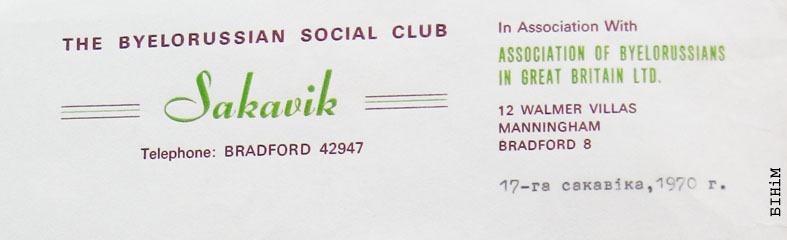 THE BYELORUSSIAN SOCIAL CLUB
Sakavik
Telephone: BRADFORD 42947
In Association With
ASSOCIATION OF BYELORUSSIANS
IN GREAT BRITAIN LTD.
12 WALMER VILLAS
MANNINGHAM
BRADFORD 8
17-га сакавіка,1970 г.
БІНіМ